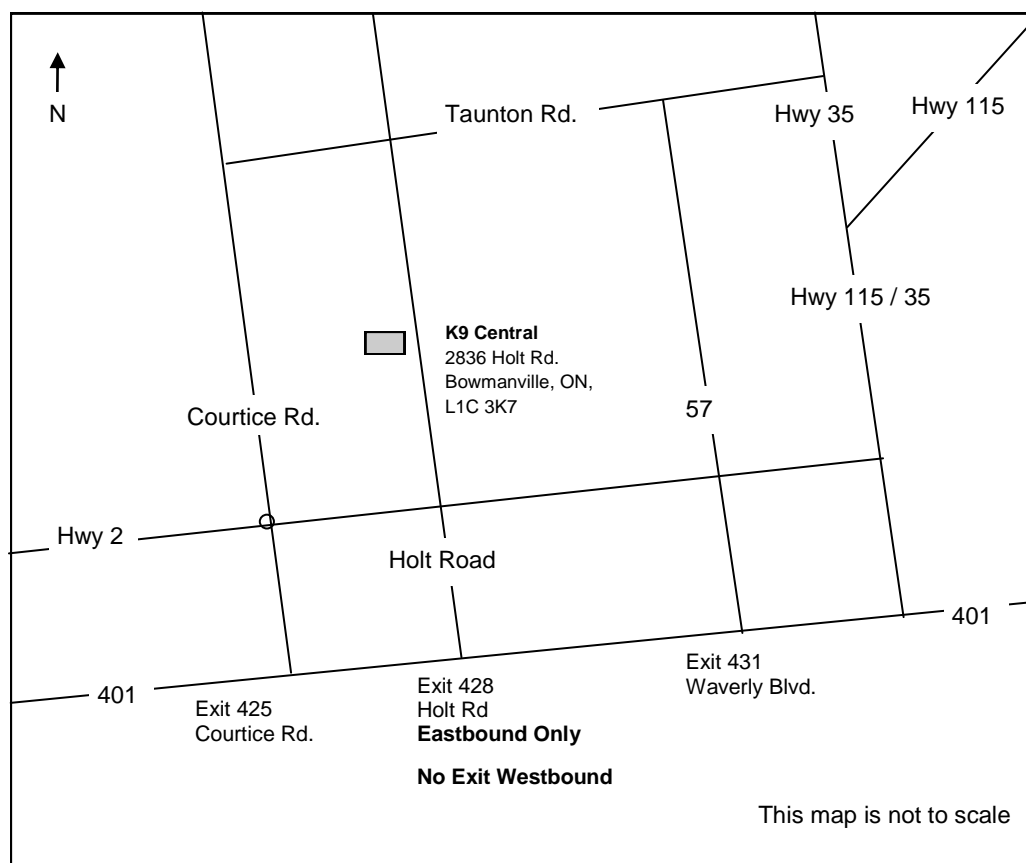 N
Taunton Rd.
Hwy 35
Hwy 115
Hwy 115 / 35
K9 Central
2836 Holt Rd.
Bowmanville, ON,
L1C 3K7
Courtice Rd.
57
Hwy 2
Holt Road
401
401
Exit 425
Courtice Rd.
Exit 428
Holt Rd
Eastbound Only
No Exit Westbound
Exit 431
Waverly Blvd.
This map is not to scale